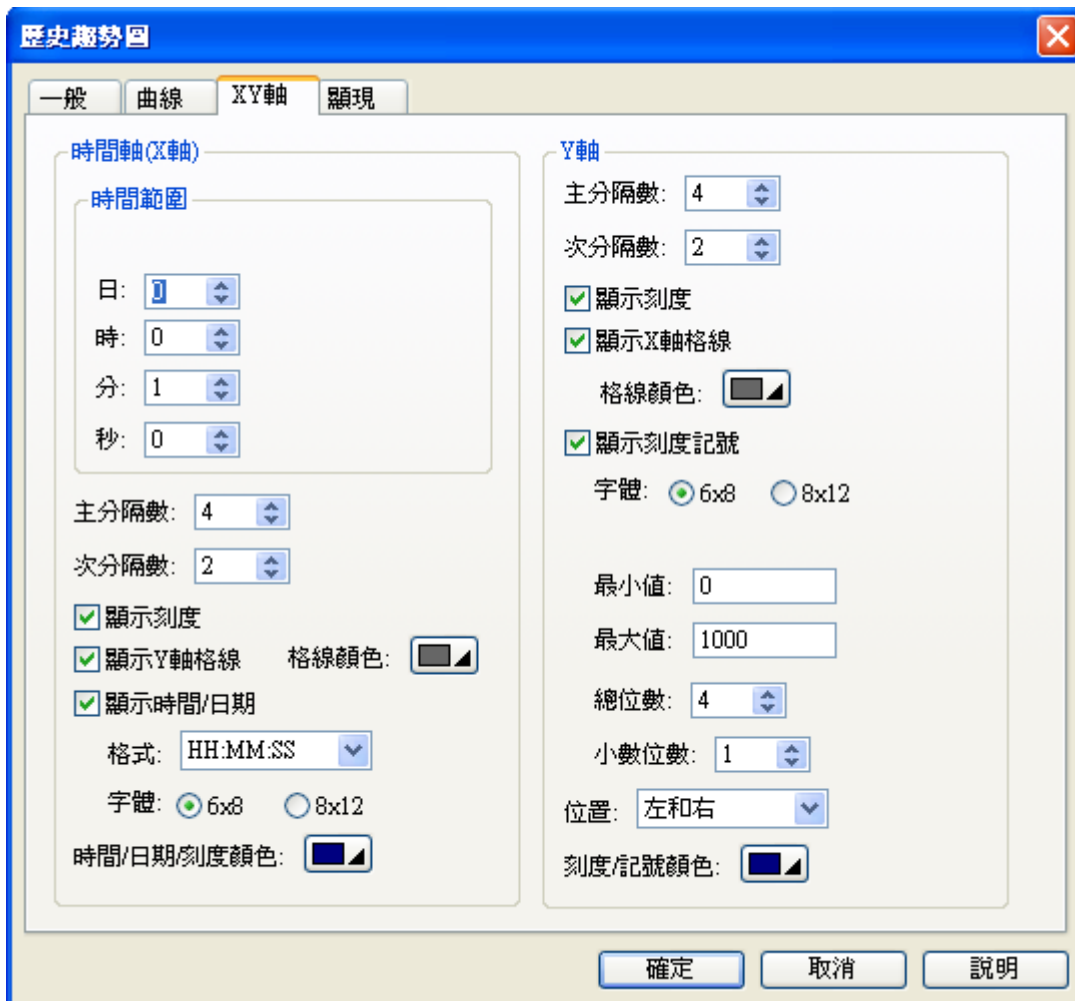 歷史趨勢圖
一般 曲線 XY軸 顯現
時間軸(X軸)
時間範圍
日: 0
時: 0
分: 1
秒: 0
主分隔數: 4
次分隔數: 2
顯示刻度
顯示Y軸格線 格線顏色:
顯示時間/日期
格式: HH:MM:SS
字體: 6x8 8x12
時間/日期/刻度顏色:
Y軸
主分隔數: 4
次分隔數: 2
顯示刻度
顯示X軸格線
格線顏色:
顯示刻度記號
字體: 6x8 8x12
最小值: 0
最大值: 1000
總位數: 4
小數位數: 1
位置: 左和右
刻度/記號顏色:
確定 取消 說明